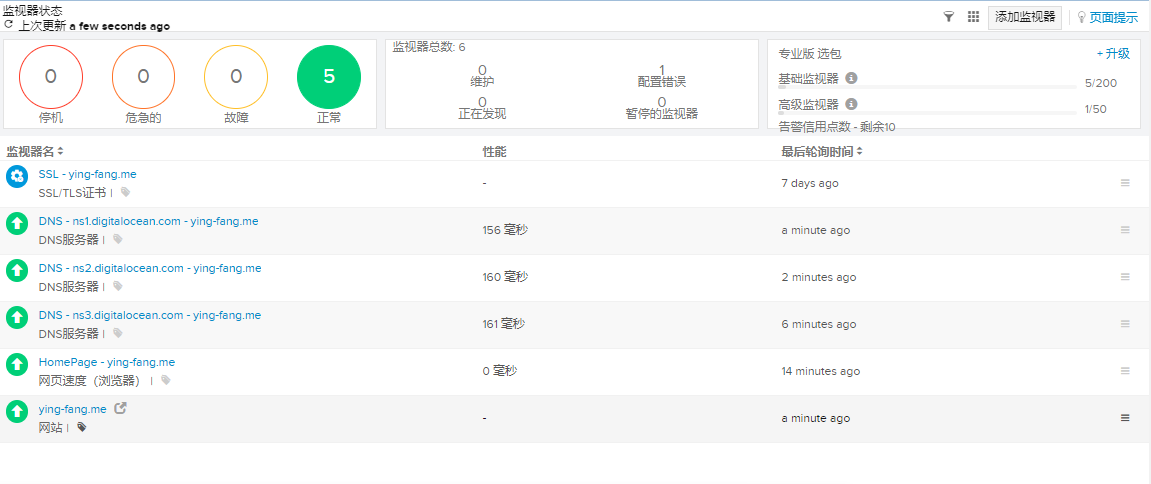 监视器状态
上次更新 a few seconds ago
添加监视器
页面提示
0
0
0
5
停机
危急的
故障
正常
监视器总数: 6
0
维护
1
配置错误
0
正在发现
0
暂停的监视器
专业版 选包
+ 升级
基础监视器
5/200
高级监视器
1/50
告警信用点数 - 剩余10
监视器名 性能 最后轮询时间
SSL - ying-fang.me
SSL/TLS证书 |
-
7 days ago
DNS - ns1.digitalocean.com - ying-fang.me
DNS服务器 |
156 毫秒
a minute ago
DNS - ns2.digitalocean.com - ying-fang.me
DNS服务器 |
160 毫秒
2 minutes ago
DNS - ns3.digitalocean.com - ying-fang.me
DNS服务器 |
161 毫秒
6 minutes ago
HomePage - ying-fang.me
网页速度（浏览器） |
0 毫秒
14 minutes ago
ying-fang.me
网站 |
-
a minute ago